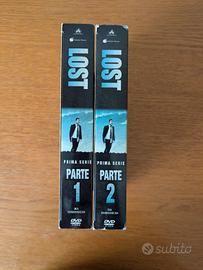 LOST
PRIMA SERIE
PARTE
1
DVD
LOST
PRIMA SERIE
PARTE
2
DVD
subito